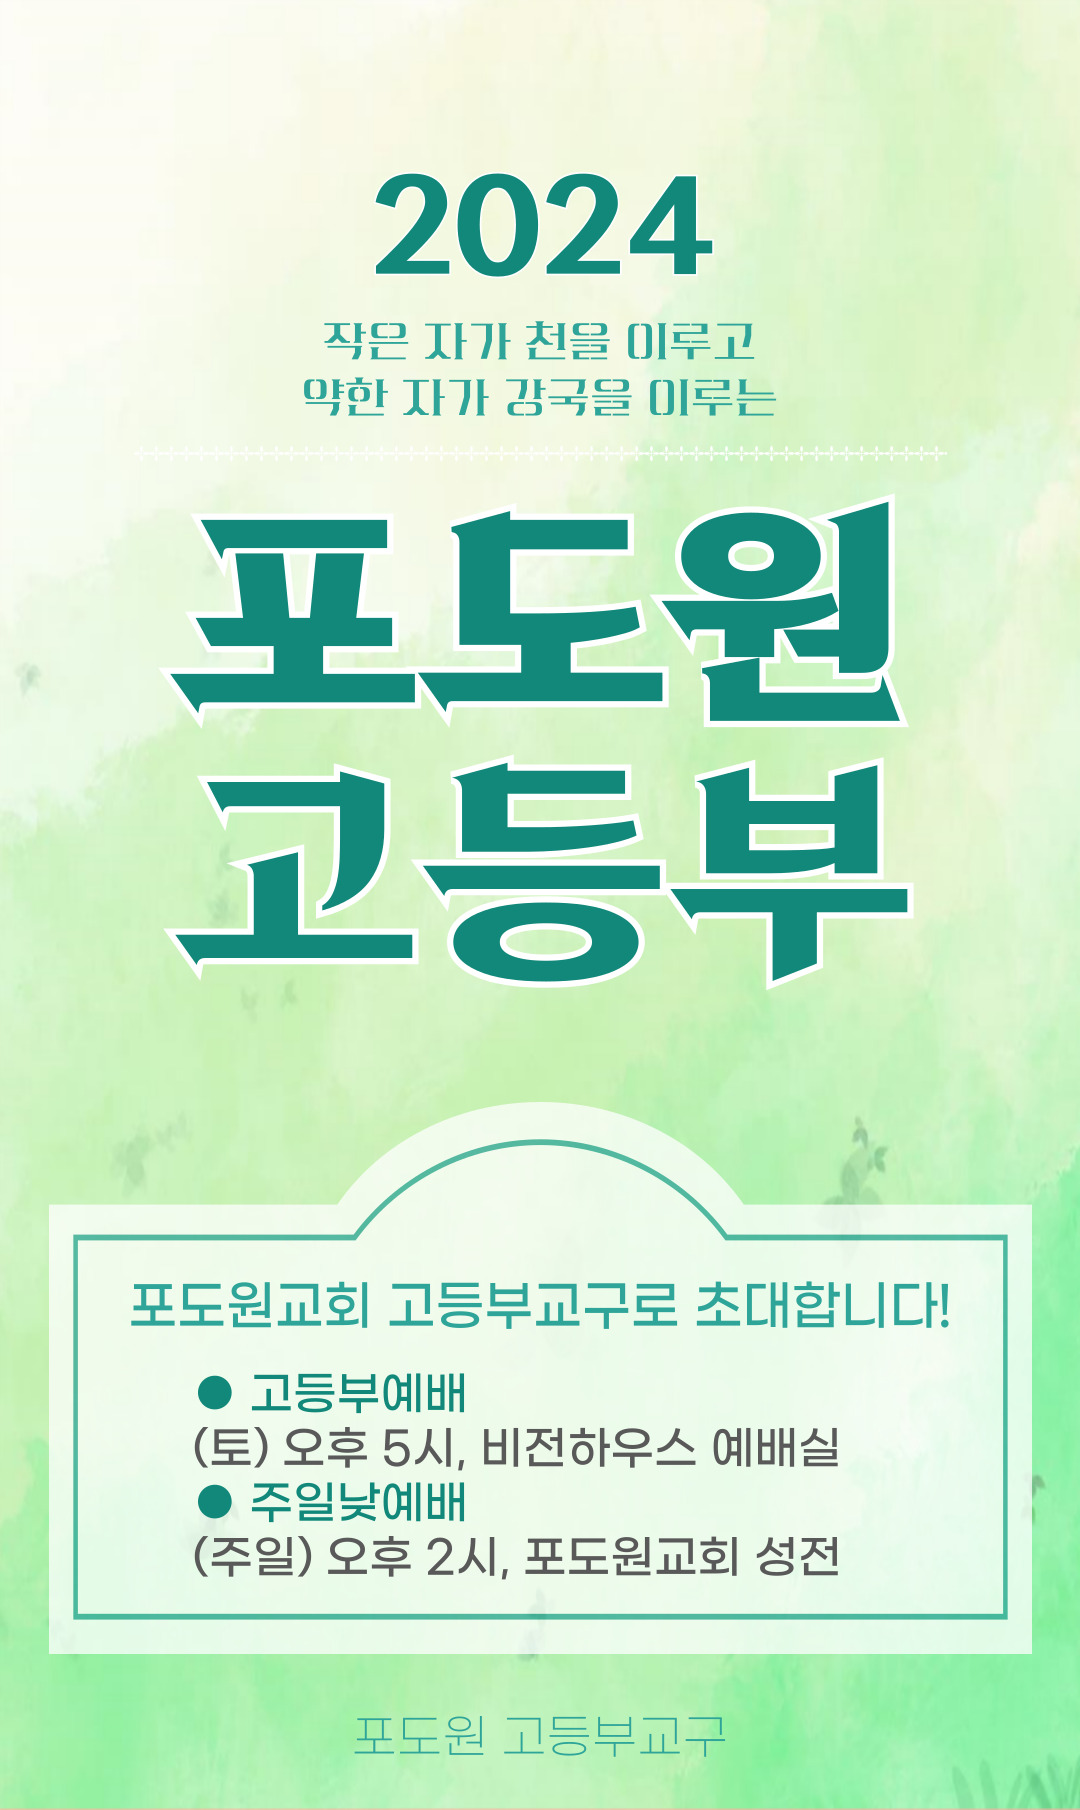 2024
작은 자가 천을 이루고
약한 자가 강국을 이루는
포도원
고등부
포도원교회 고등부교구로 초대합니다!
● 고등부예배
(토) 오후 5시, 비전하우스 예배실
● 주일낮예배
(주일) 오후 2시, 포도원교회 성전
포도원 고등부교구